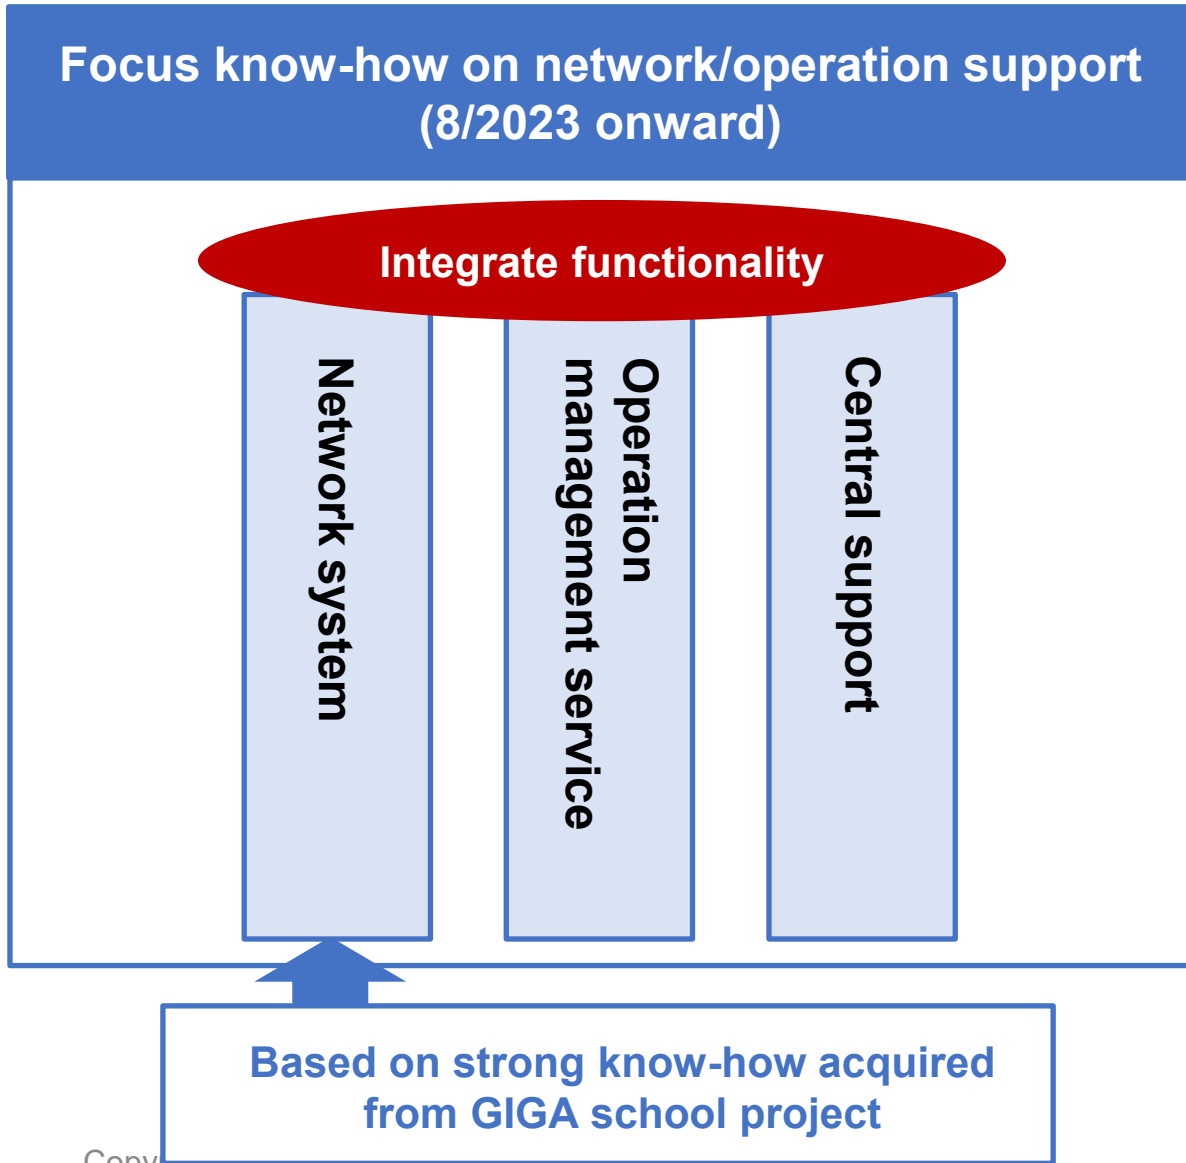 Focus know-how on network/operation support
(8/2023 onward)
Integrate functionality
Network system
Operation
management service
Central support
Based on strong know-how acquired
from GIGA school project